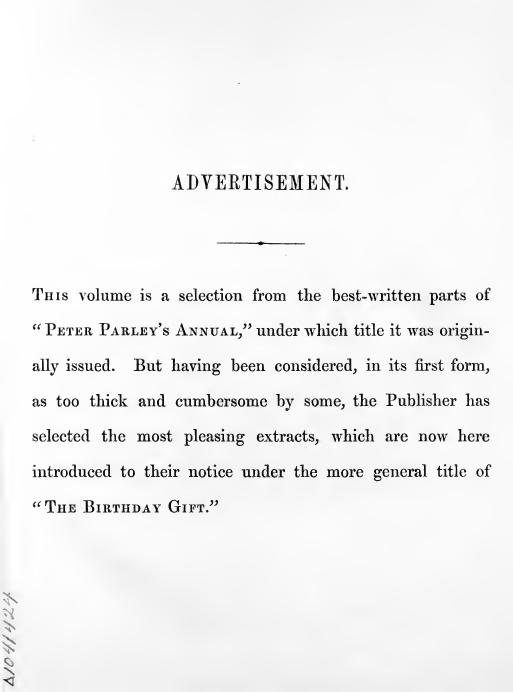 ADVERTISEMENT.
THIS volume is a selection from the best-written parts of
“PETER PARLEY’S ANNUAL,” under which title it was origin-
ally issued. But having been considered, in its first form,
as too thick and cumbersome by some, the Publisher has
selected the most pleasing extracts, which are now here
introduced to their notice under the more general title of
“THE BIRTHDAY GIFT.”
A1041424